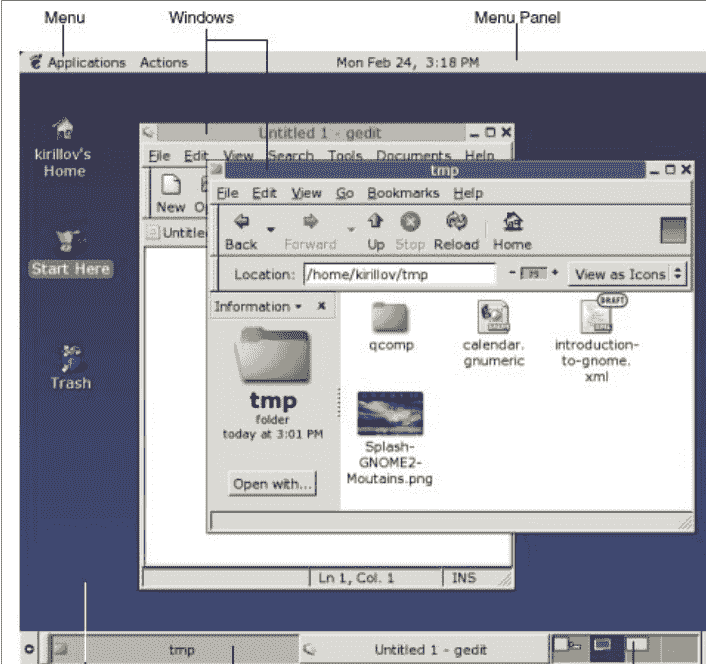 Menu
Windows
Menu Panel
Applications Actions Mon Feb 24, 3:18 PM
kirillov's
Home
Start Here
Trash
Untitled 1 - gedit
File Edit View Search Tools Documents Help
New
tmp
File Edit View Go Bookmarks Help
Back Forward Up Stop Reload Home
Location: /home/kirillov/tmp
75
View as Icons
Information
tmp
folder
today at 3:01 PM
Open with...
qcomp
calendar.
gnumeric
DRAFT
introduction-
to-gnome.
xml
Splash-
GNOME2-
Moutains.png
Ln 1, Col. 1 INS
tmp
Untitled 1 - gedit